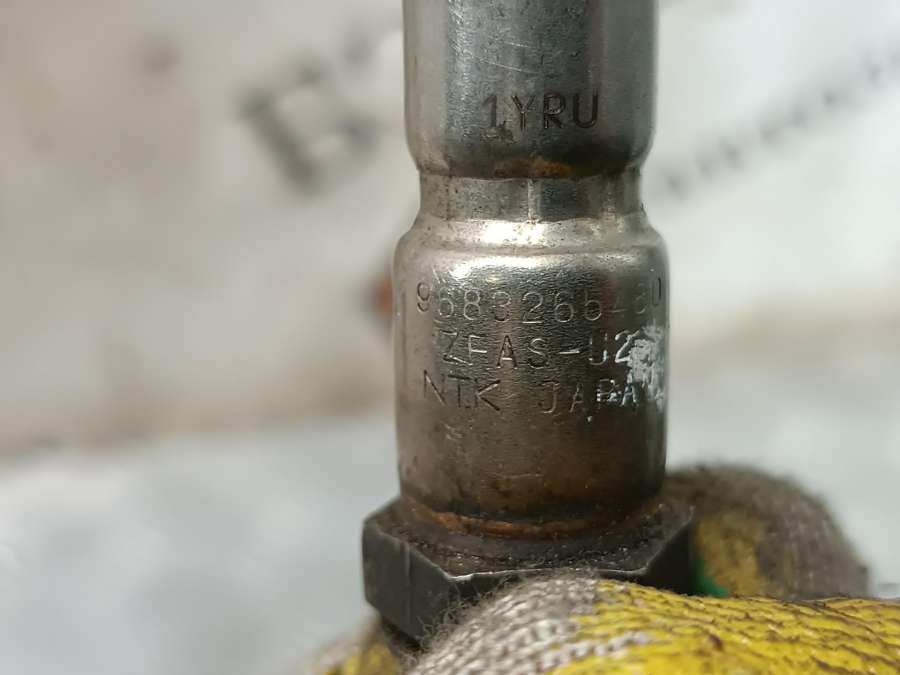 1YRU
9683265480
ZFAS-U2
NTK JAPAN